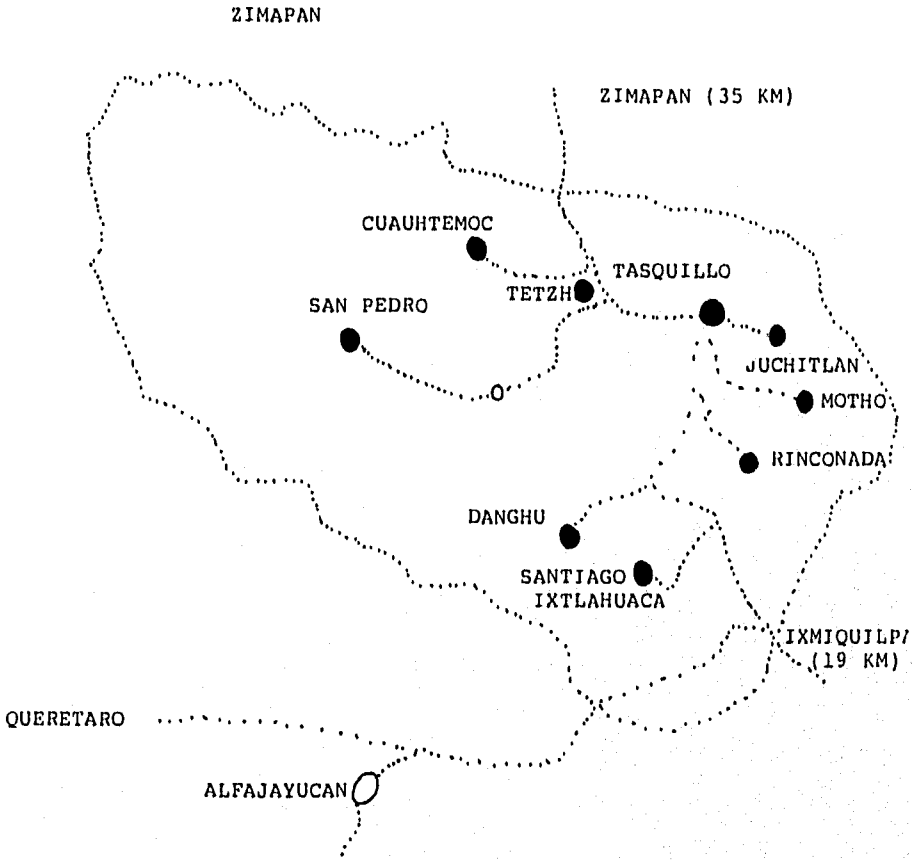 ZIMAPAN
ZIMAPAN (35 KM)
CUAUHTEMOC
TASQUILLO
TETZH
SAN PEDRO
JUCHITLAN
MOTHO
RINCONADA
DANGHU
SANTIAGO
IXTLAHUACA
IXMIQUILP
(19 KM)
QUERETARO
ALFAJAYUCAN